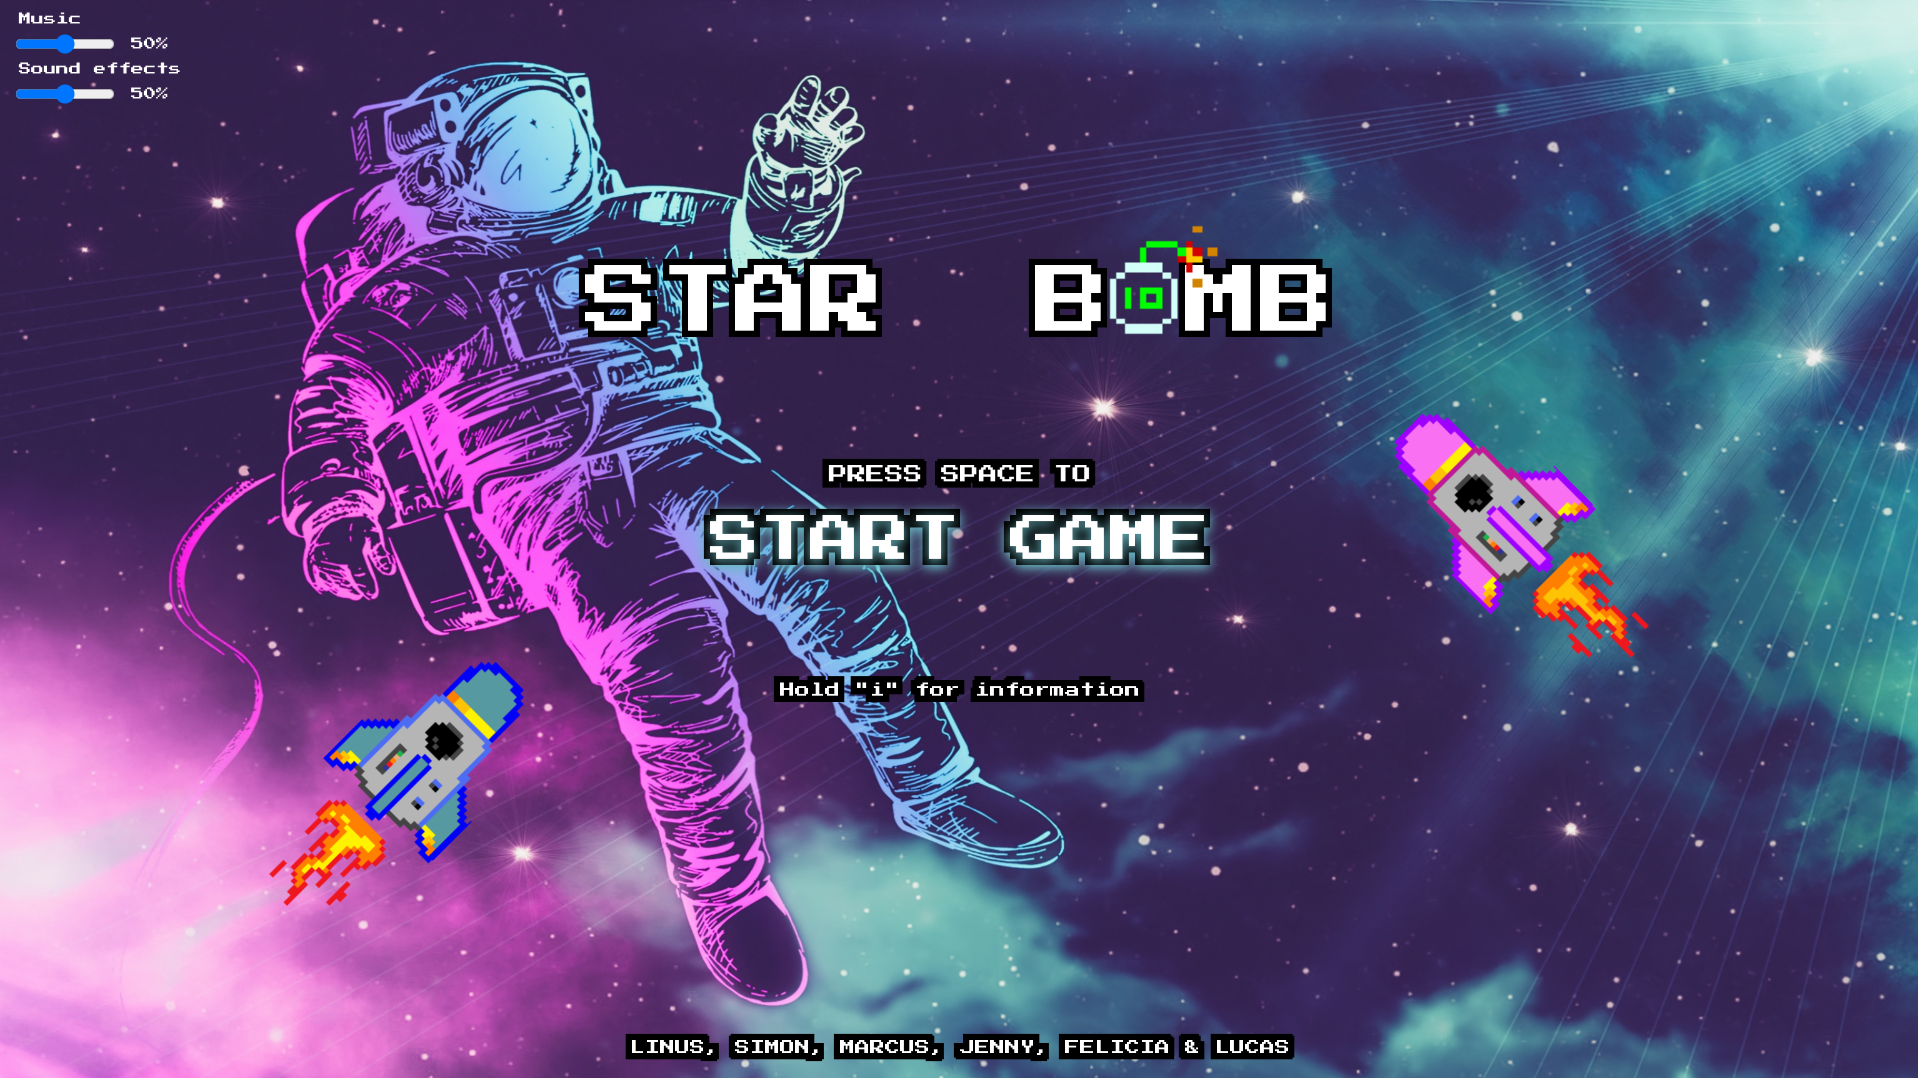 Music
50%
Sound effects
50%
STAR BOMB
10
PRESS SPACE TO
START GAME
Hold "i" for information
LINUS, SIMON, MARCUS, JENNY, FELICIA & LUCAS